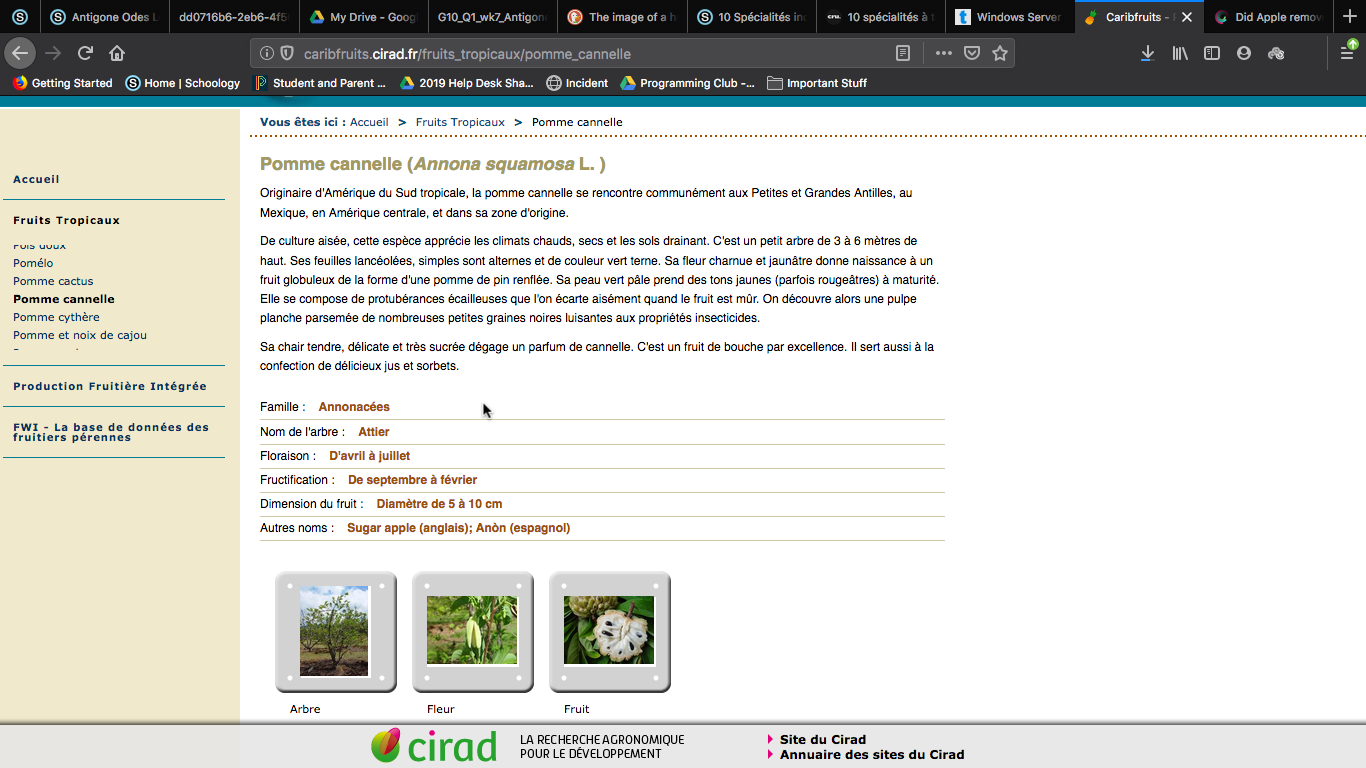 Antigone Odes L
dd0716b6-2eb6-4f5
My Drive - Goog
G10_Q1_wk7_Antigon
The image of a h
10 Spécialités in
10 spécialités à
Windows Server
Caribfruits -
Did Apple remov
caribfruits.cirad.fr/fruits_tropicaux/pomme_cannelle
Getting Started
Home | Schoology
Student and Parent ...
2019 Help Desk Sha...
Incident
Programming Club -...
Important Stuff
Vous êtes ici : Accueil > Fruits Tropicaux > Pomme cannelle
Accueil
Fruits Tropicaux
Pois doux
Pomélo
Pomme cactus
Pomme cannelle
Pomme cythère
Pomme et noix de cajou
Production Fruitière Intégrée
FWI - La base de données des
fruitiers pérennes
Pomme cannelle (Annona squamosa L. )
Originaire d'Amérique du Sud tropicale, la pomme cannelle se rencontre communément aux Petites et Grandes Antilles, au
Mexique, en Amérique centrale, et dans sa zone d'origine.
De culture aisée, cette espèce apprécie les climats chauds, secs et les sols drainant. C'est un petit arbre de 3 à 6 mètres de
haut. Ses feuilles lancéolées, simples sont alternes et de couleur vert terne. Sa fleur charnue et jaunâtre donne naissance à un
fruit globuleux de la forme d'une pomme de pin renflée. Sa peau vert pâle prend des tons jaunes (parfois rougeâtres) à maturité.
Elle se compose de protubérances écailleuses que l'on écarte aisément quand le fruit est mûr. On découvre alors une pulpe
planche parsemée de nombreuses petites graines noires luisantes aux propriétés insecticides.
Sa chair tendre, délicate et très sucrée dégage un parfum de cannelle. C'est un fruit de bouche par excellence. Il sert aussi à la
confection de délicieux jus et sorbets.
Famille : Annonacées
Nom de l'arbre : Attier
Floraison : D'avril à juillet
Fructification : De septembre à février
Dimension du fruit : Diamètre de 5 à 10 cm
Autres noms : Sugar apple (anglais); Anòn (espagnol)
Arbre
Fleur
Fruit
cirad
LA RECHERCHE AGRONOMIQUE
POUR LE DÉVELOPPEMENT
Site du Cirad
Annuaire des sites du Cirad